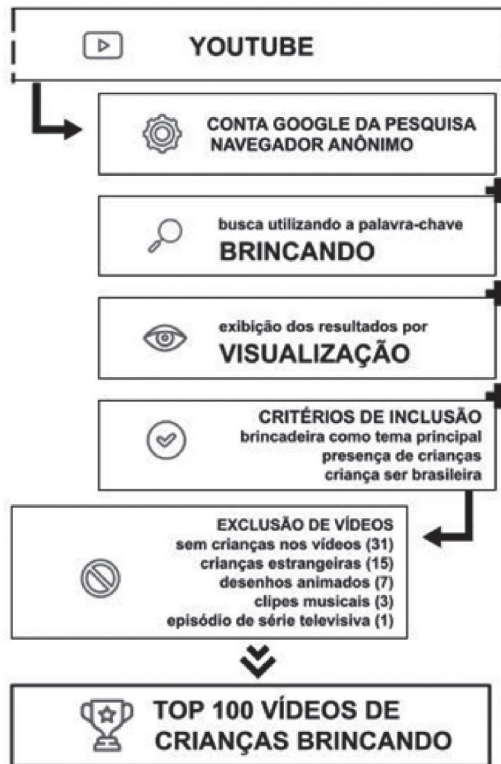 YOUTUBE
CONTA GOOGLE DA PESQUISA
NAVEGADOR ANÔNIMO
busca utilizando a palavra-chave
BRINCANDO
exibição dos resultados por
VISUALIZAÇÃO
CRITÉRIOS DE INCLUSÃO
brincadeira como tema principal
presença de crianças
criança ser brasileira
EXCLUSÃO DE VÍDEOS
sem crianças nos vídeos (31)
crianças estrangeiras (15)
desenhos animados (7)
clipes musicais (3)
episódio de série televisiva (1)
TOP 100 VÍDEOS DE
CRIANÇAS BRINCANDO